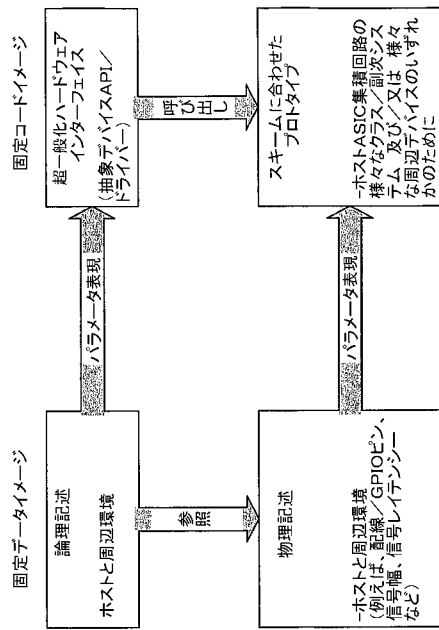 固定データイメージ
論理記述
ホストと周辺環境
参照
物理記述
-ホストと周辺環境
(例えば、配線/GPIOピン、
信号幅、信号レイテンシー
など)
パラメータ表現
パラメータ表現
固定コードイメージ
超一般化ハードウェア
インターフェイス
(抽象デバイスAPI/
ドライバー)
呼び出し
スキームに合わせた
プロトタイプ
-ホストASIC集積回路の
様々なクラス/副次シス
テム 及び/又は 様々
な周辺デバイスのいずれ
かのために